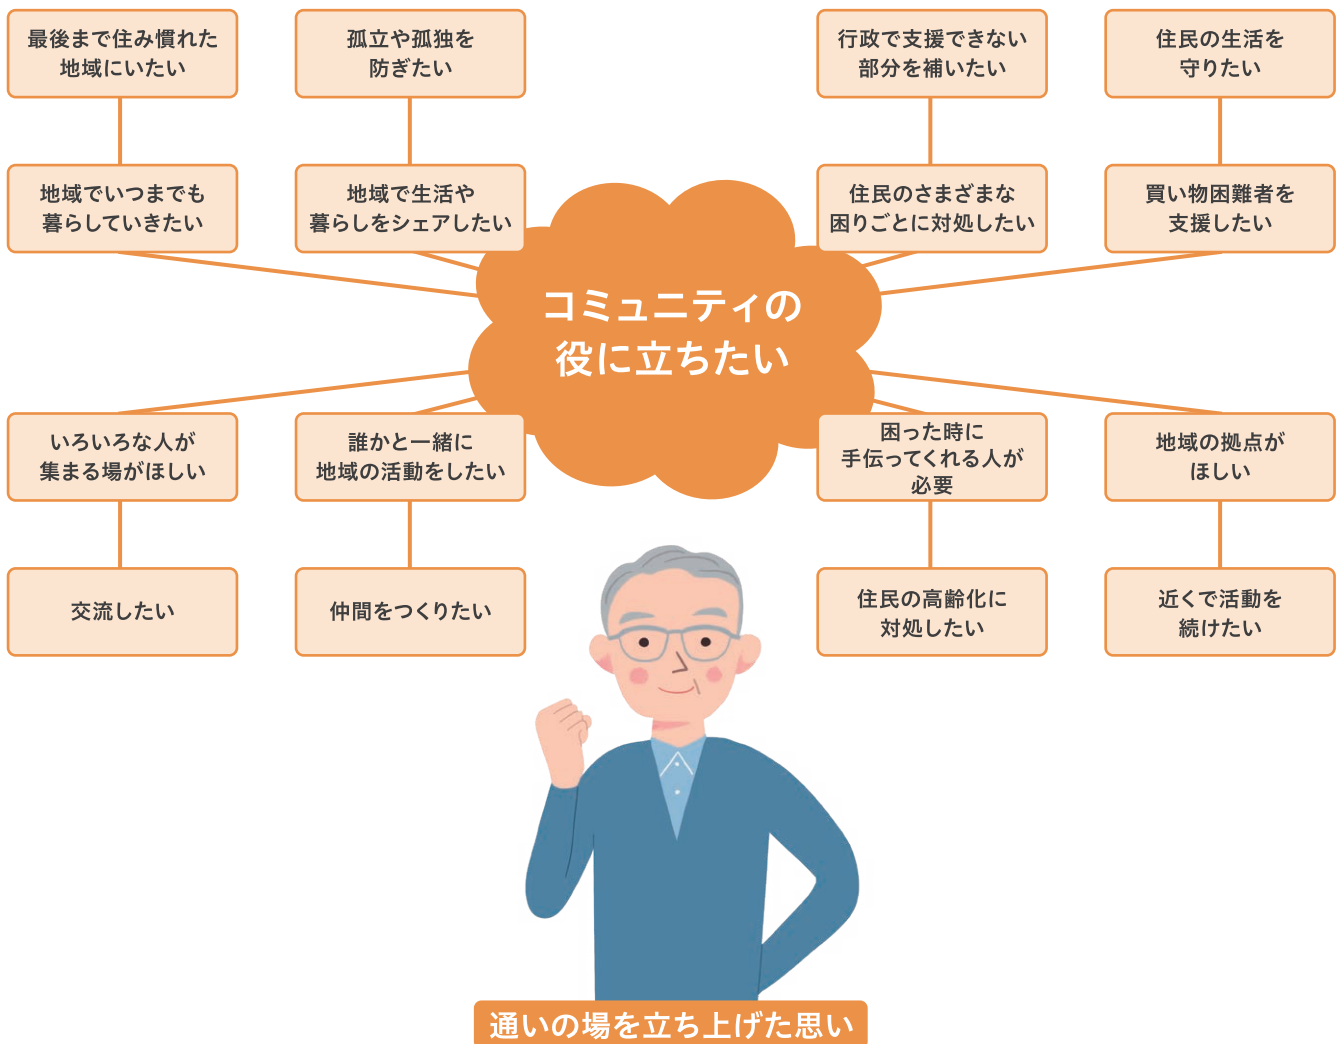 最後まで住み慣れた
地域にいたい
孤立や孤独を
防ぎたい
行政で支援できない
部分を補いたい
住民の生活を
守りたい
地域でいつまでも
暮らしていきたい
地域で生活や
暮らしをシェアしたい
住民のさまざまな
困りごとに対処したい
買い物困難者を
支援したい
コミュニティの
役に立ちたい
いろいろな人が
集まる場がほしい
誰かと一緒に
地域の活動をしたい
困った時に
手伝ってくれる人が
必要
地域の拠点が
ほしい
交流したい
仲間をつくりたい
住民の高齢化に
対処したい
近くで活動を
続けたい
通いの場を立ち上げた思い